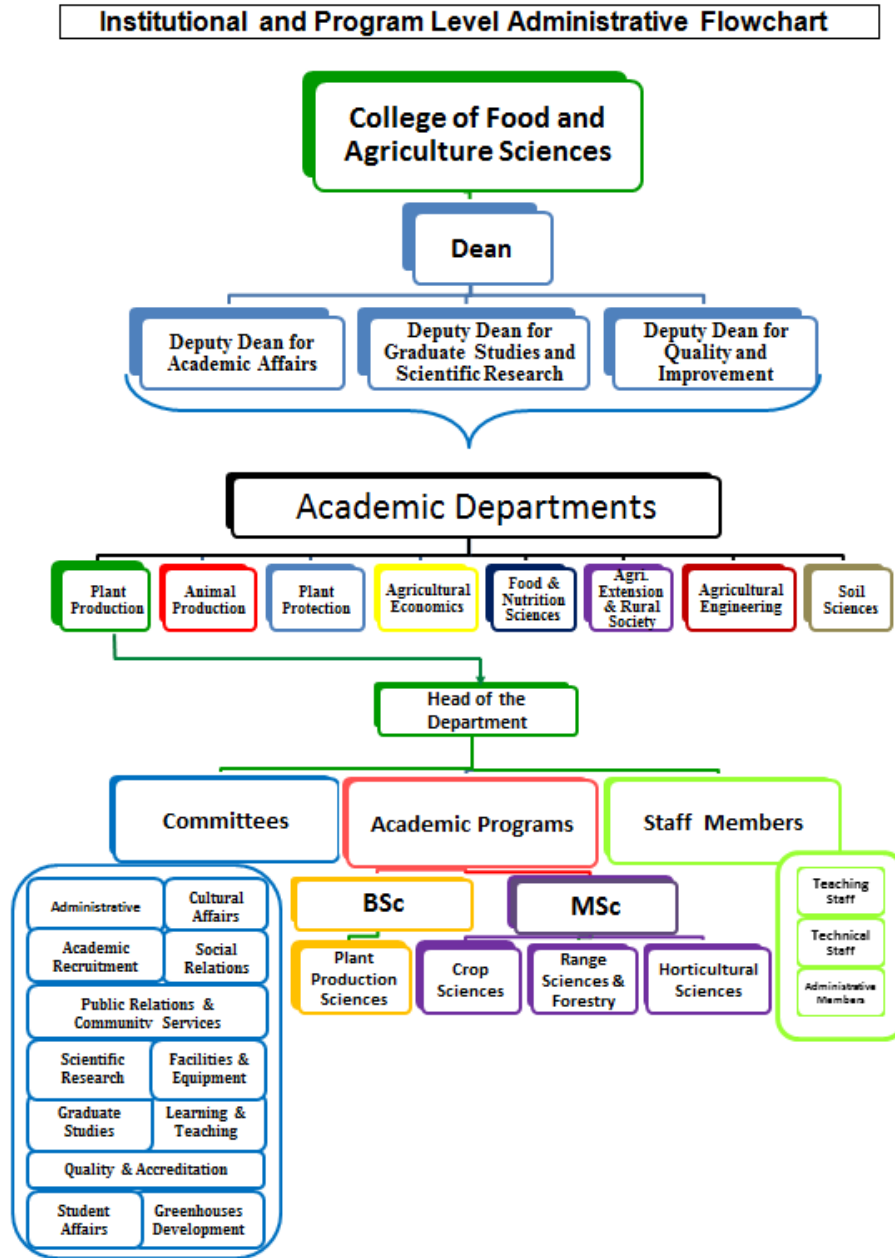 Institutional and Program Level Administrative Flowchart
College of Food and
Agriculture Sciences
Dean
Deputy Dean for
Academic Affairs
Deputy Dean for
Graduate Studies and
Scientific Research
Deputy Dean for
Quality and
Improvement
Academic Departments
Plant
Production
Animal
Production
Plant
Protection
Agricultural
Economics
Food &
Nutrition
Sciences
Agri.
Extension
& Rural
Society
Agricultural
Engineering
Soil
Sciences
Head of the
Department
Committees
Academic Programs
Staff Members
Administrative
Cultural
Affairs
Academic
Recruitment
Social
Relations
Public Relations &
Community Services
Scientific
Research
Facilities &
Equipment
Graduate
Studies
Learning &
Teaching
Quality & Accreditation
Student
Affairs
Greenhouses
Development
BSc
MSc
Plant
Production
Sciences
Crop
Sciences
Range
Sciences &
Forestry
Horticultural
Sciences
Teaching
Staff
Technical
Staff
Administrative
Members